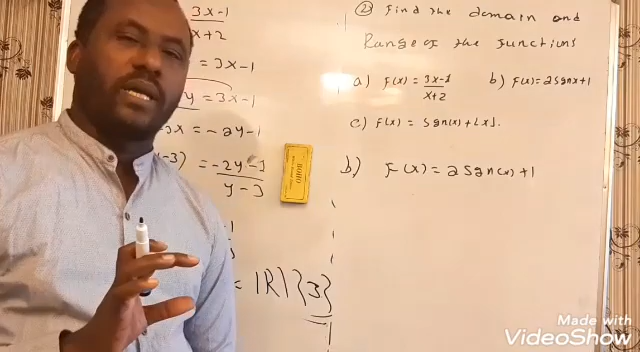 3x-1
x+2
= 3x-1
y = 3x-1
3x = -2y-1
-3) = -2y-1
y-3
= IR\{3}
② Find the domain and
Range of the functions
a) f(x) = 3x-1
x+2
b) f(x) = 2sgnx+1
c) f(x) = sgn(x)+[x].
b) f(x) = 2sgn(x)+1
Made with
VideoShow